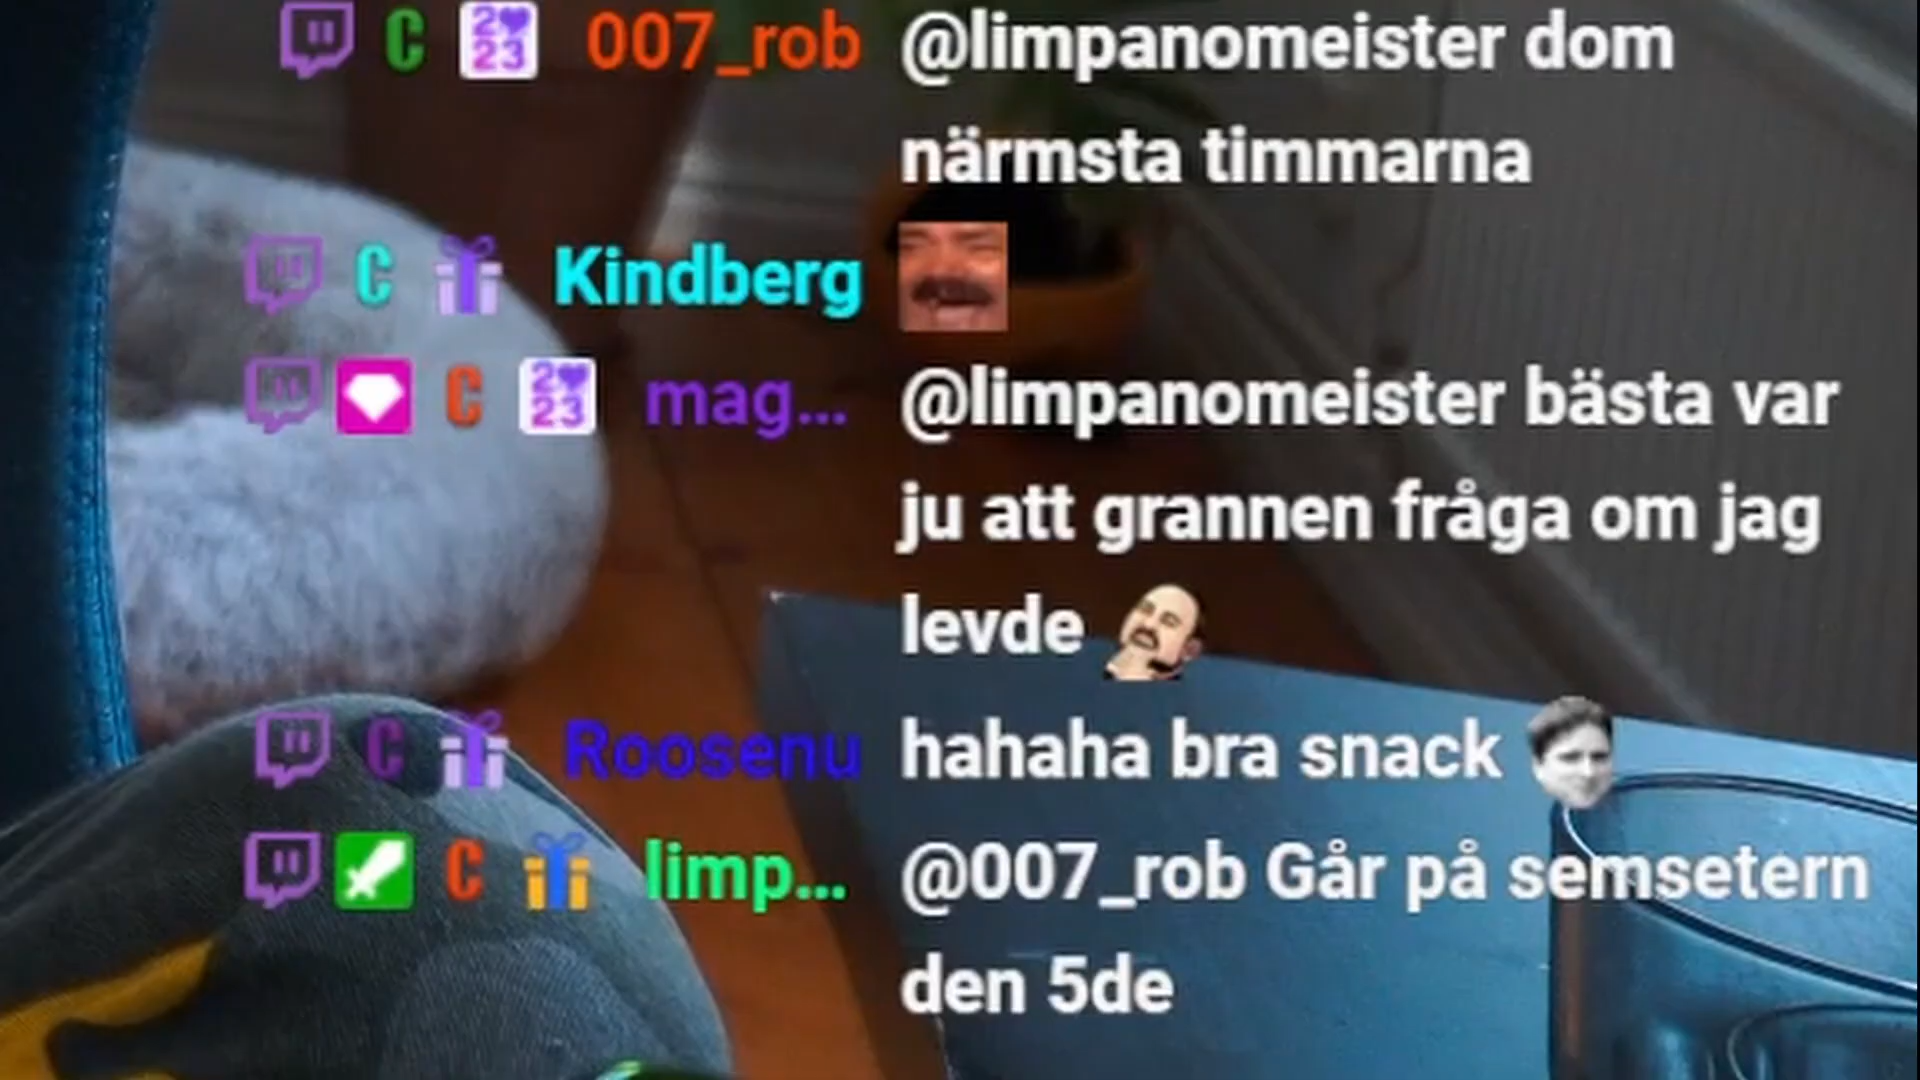 007_rob @limpanomeister dom
närmsta timmarna
Kindberg
mag... @limpanomeister bästa var
ju att grannen fråga om jag
levde
Roosenu hahaha bra snack
limp... @007_rob Går på semsetern
den 5de